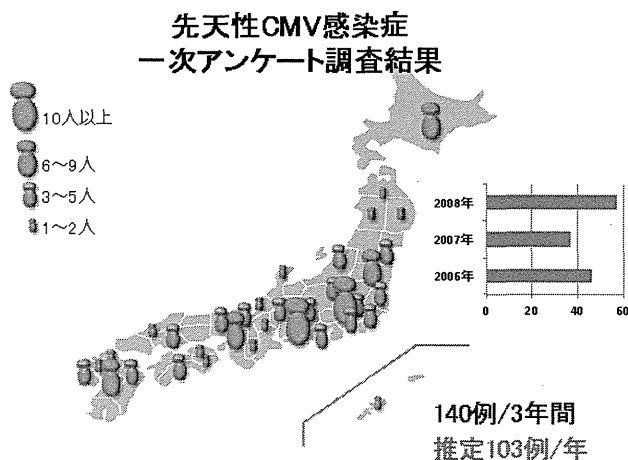 先天性CMV感染症
一次アンケート調査結果
10人以上
6～9人
3～5人
1～2人
2008年
2007年
2006年
0 20 40 60
140例/3年間
推定103例/年